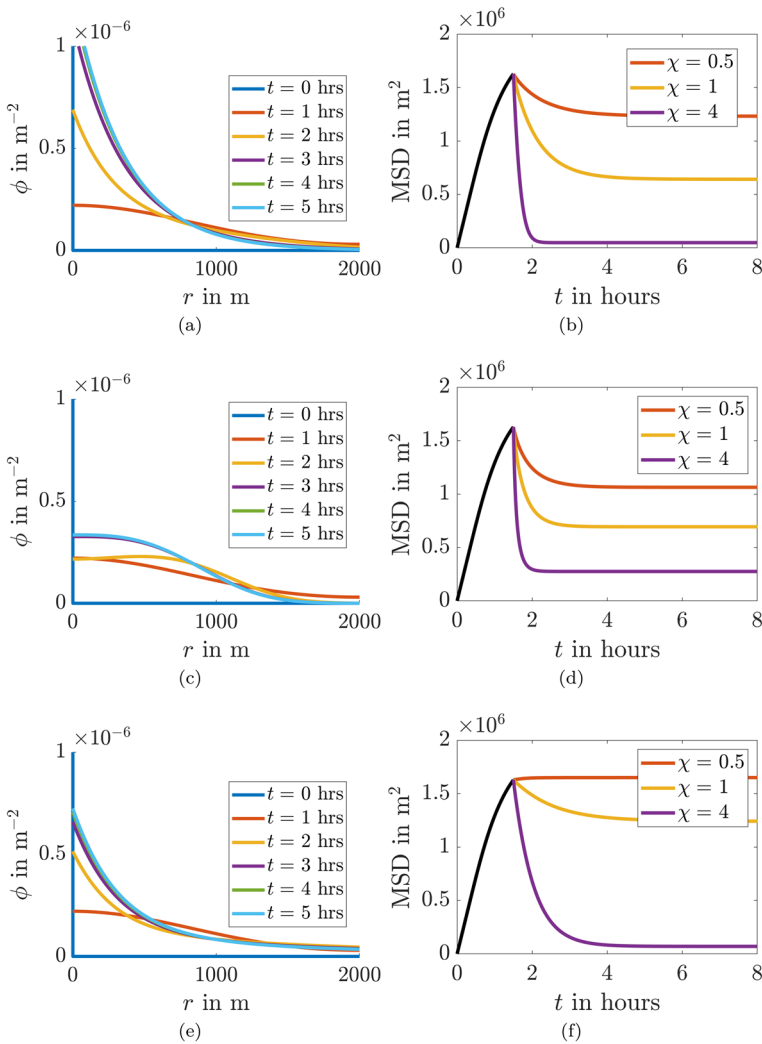 ×10⁻⁶
1
0.5
0
ϕ in m⁻²
0 1000 2000
r in m
t = 0 hrs
t = 1 hrs
t = 2 hrs
t = 3 hrs
t = 4 hrs
t = 5 hrs
(a)
×10⁶
2
1.5
1
0.5
0
MSD in m²
0 2 4 6 8
t in hours
χ = 0.5
χ = 1
χ = 4
(b)
×10⁻⁶
1
0.5
0
ϕ in m⁻²
0 1000 2000
r in m
t = 0 hrs
t = 1 hrs
t = 2 hrs
t = 3 hrs
t = 4 hrs
t = 5 hrs
(c)
×10⁶
2
1.5
1
0.5
0
MSD in m²
0 2 4 6 8
t in hours
χ = 0.5
χ = 1
χ = 4
(d)
×10⁻⁶
1
0.5
0
ϕ in m⁻²
0 1000 2000
r in m
t = 0 hrs
t = 1 hrs
t = 2 hrs
t = 3 hrs
t = 4 hrs
t = 5 hrs
(e)
×10⁶
2
1.5
1
0.5
0
MSD in m²
0 2 4 6 8
t in hours
χ = 0.5
χ = 1
χ = 4
(f)